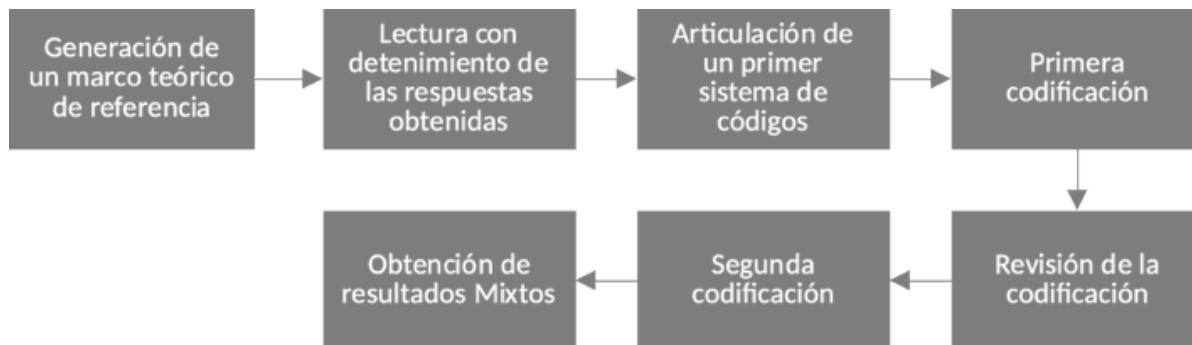 Generación de
un marco teórico
de referencia
Lectura con
detenimiento de
las respuestas
obtenidas
Articulación de
un primer
sistema de
códigos
Primera
codificación
Revisión de la
codificación
Segunda
codificación
Obtención de
resultados Mixtos